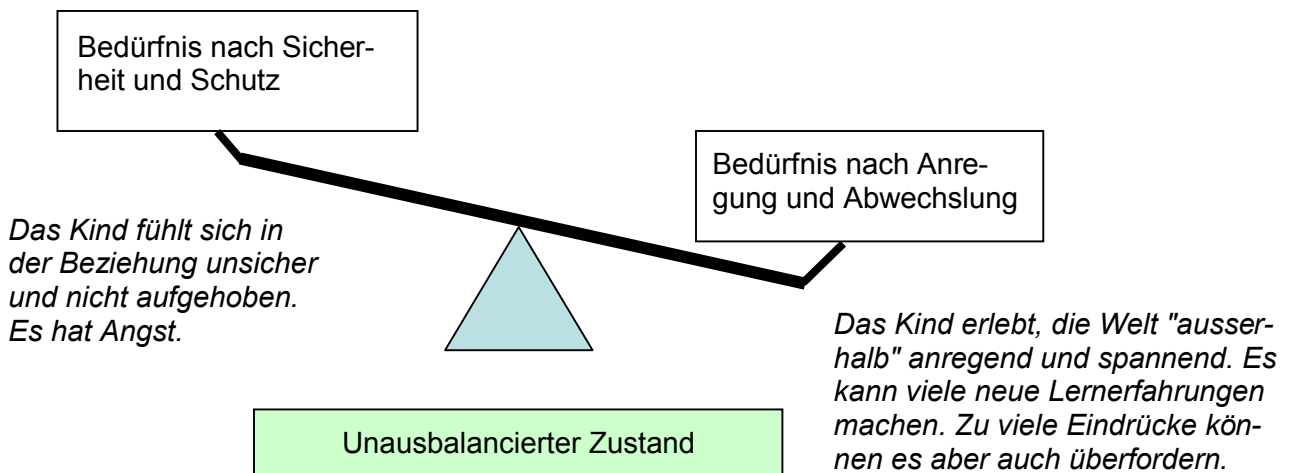 Bedürfnis nach Sicher-
heit und Schutz
Bedürfnis nach Anre-
gung und Abwechslung
Das Kind fühlt sich in
der Beziehung unsicher
und nicht aufgehoben.
Es hat Angst.
Das Kind erlebt, die Welt "ausser-
halb" anregend und spannend. Es
kann viele neue Lernerfahrungen
machen. Zu viele Eindrücke kön-
nen es aber auch überfordern.
Unausbalancierter Zustand